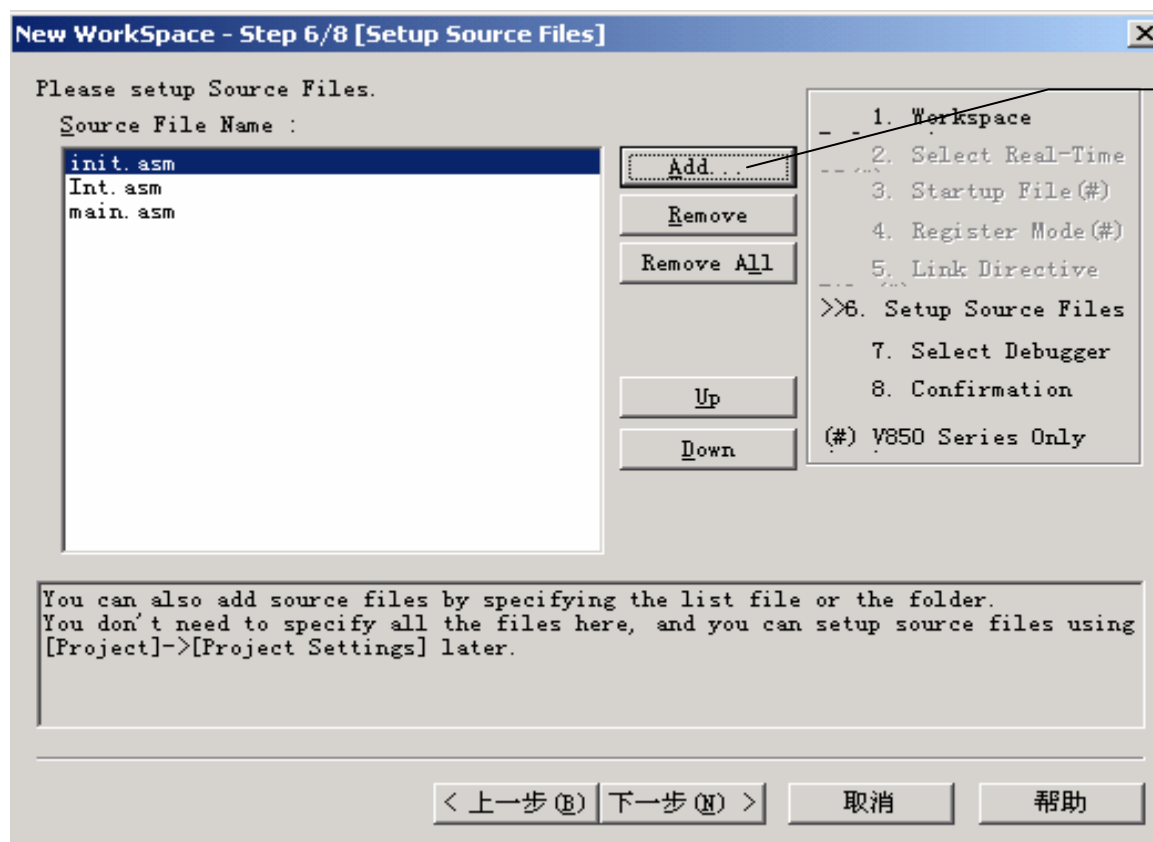 New WorkSpace - Step 6/8 [Setup Source Files]
Please setup Source Files.
Source File Name :
init.asm
Int.asm
main.asm
Add...
Remove
Remove All
Up
Down
1. Workspace
2. Select Real-Time
3. Startup File(#)
4. Register Mode(#)
5. Link Directive
>>6. Setup Source Files
7. Select Debugger
8. Confirmation
(#) V850 Series Only
You can also add source files by specifying the list file or the folder.
You don't need to specify all the files here, and you can setup source files using
[Project]->[Project Settings] later.
< 上一步(B)
下一步(N) >
取消
帮助